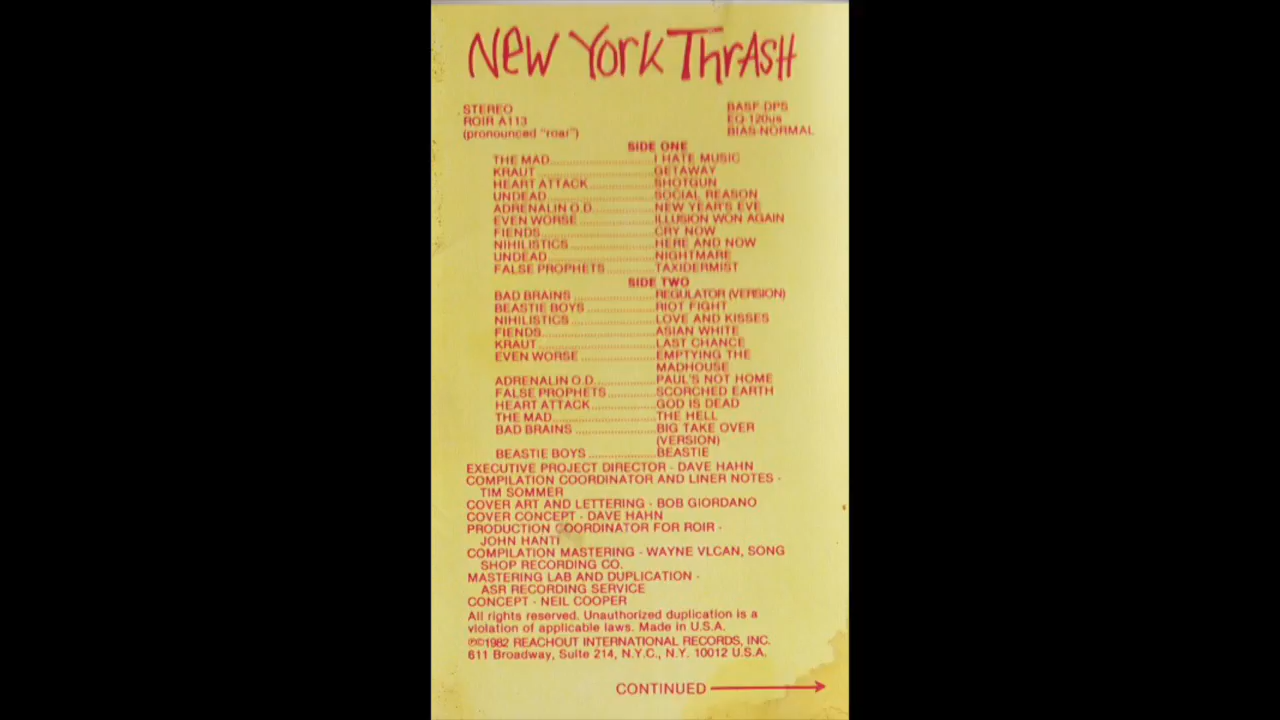 New York Thrash
STEREO
ROIR A113
(pronounced "roar")
BASF DPS
EQ 120us
BIAS NORMAL
SIDE ONE
THE MAD I HATE MUSIC
KRAUT GETAWAY
HEART ATTACK SHOTGUN
UNDEAD SOCIAL REASON
ADRENALIN O.D. NEW YEAR'S EVE
EVEN WORSE ILLUSION WON AGAIN
FIENDS CRY NOW
NIHILISTICS HERE AND NOW
UNDEAD NIGHTMARE
FALSE PROPHETS TAXIDERMIST
SIDE TWO
BAD BRAINS REGULATOR (VERSION)
BEASTIE BOYS RIOT FIGHT
NIHILISTICS LOVE AND KISSES
FIENDS ASIAN WHITE
KRAUT LAST CHANCE
EVEN WORSE EMPTYING THE
MADHOUSE
ADRENALIN O.D. PAUL'S NOT HOME
FALSE PROPHETS SCORCHED EARTH
HEART ATTACK GOD IS DEAD
THE MAD THE HELL
BAD BRAINS BIG TAKE OVER
(VERSION)
BEASTIE BOYS BEASTIE
EXECUTIVE PROJECT DIRECTOR - DAVE HAHN
COMPILATION COORDINATOR AND LINER NOTES -
TIM SOMMER
COVER ART AND LETTERING - BOB GIORDANO
COVER CONCEPT - DAVE HAHN
PRODUCTION COORDINATOR FOR ROIR -
JOHN HANTI
COMPILATION MASTERING - WAYNE VLCAN, SONG
SHOP RECORDING CO.
MASTERING LAB AND DUPLICATION -
ASR RECORDING SERVICE
CONCEPT - NEIL COOPER
All rights reserved. Unauthorized duplication is a
violation of applicable laws. Made in U.S.A.
℗©1982 REACHOUT INTERNATIONAL RECORDS, INC.
611 Broadway, Suite 214, N.Y.C., N.Y. 10012 U.S.A.
CONTINUED